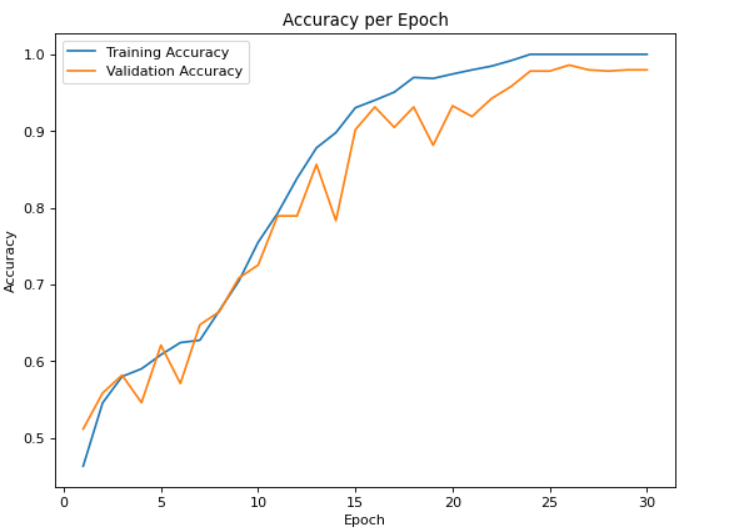 Accuracy per Epoch
Training Accuracy
Validation Accuracy
1.0
0.9
0.8
0.7
0.6
0.5
Accuracy
0 5 10 15 20 25 30
Epoch